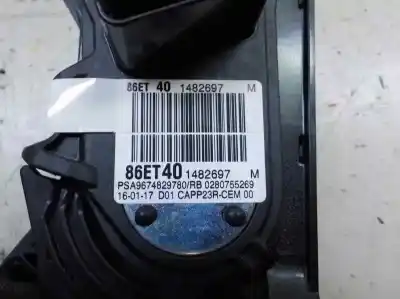 86ET 40 1482697 M
86ET40 1482697 M
PSA9674829780/RB 0280755269
16-01-17 D01 CAPP23R-CEM 00